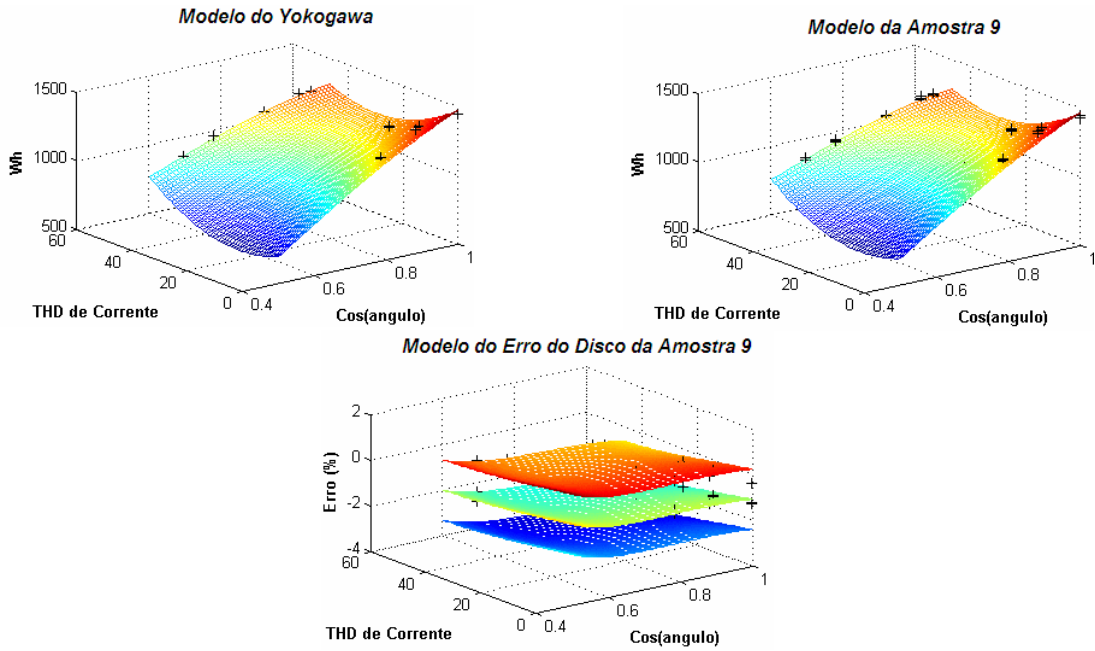 Modelo do Yokogawa
1500
1000
500
Wh
60
40
20
0
THD de Corrente
0.4
0.6
0.8
1
Cos(angulo)
Modelo da Amostra 9
1500
1000
500
Wh
60
40
20
0
THD de Corrente
0.4
0.6
0.8
1
Cos(angulo)
Modelo do Erro do Disco da Amostra 9
2
0
-2
-4
Erro (%)
60
40
20
0
THD de Corrente
0.4
0.6
0.8
1
Cos(angulo)